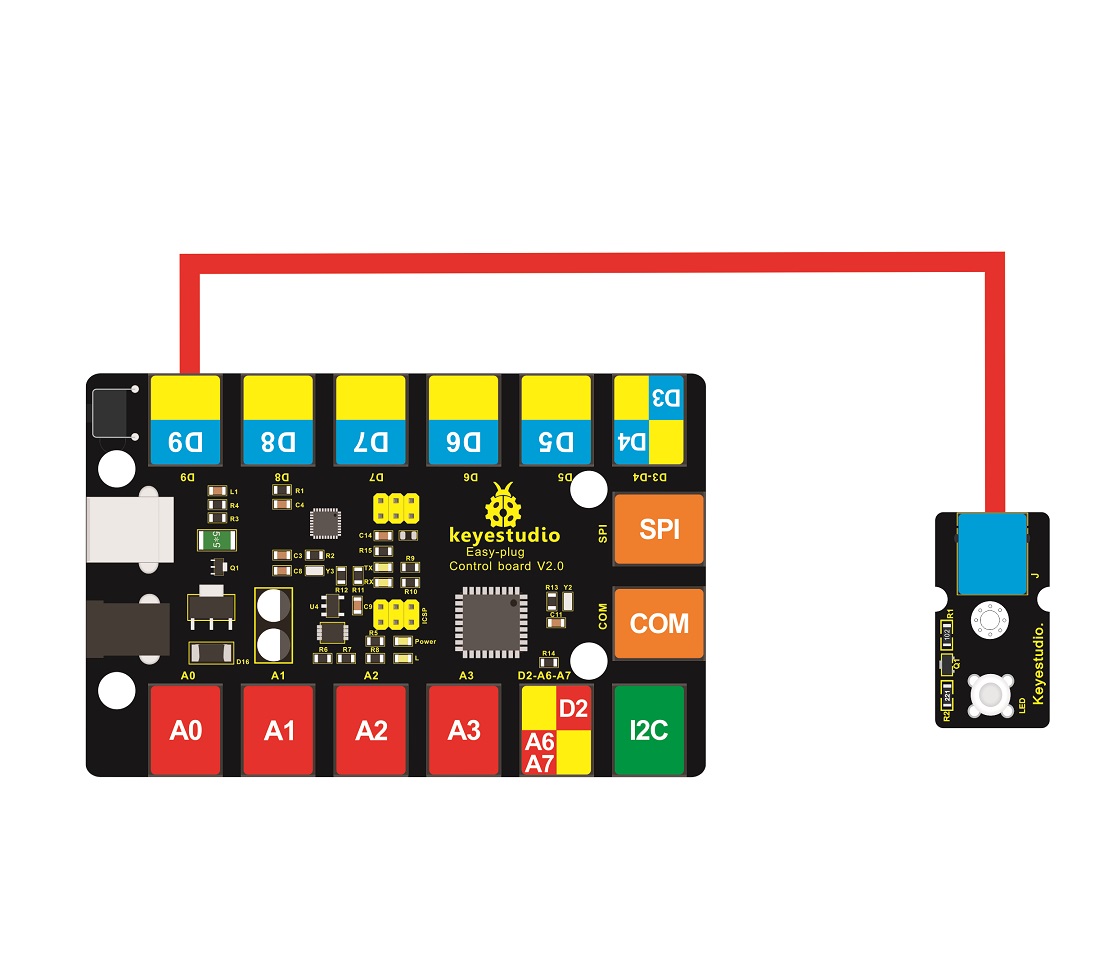 D9
D8
D7
D6
D5
D3
D4
D9
D8
D7
D6
D5
D3-D4
L1
R4
R3
R1
C4
5*5
Q1
C3
R2
C8
Y3
C14
R15
TX
RX
R9
R10
R12
R11
U4
C9
ICSP
R5
R6
R7
R8
Power
L
D16
keyestudio
Easy-plug
Control board V2.0
R13
Y2
C11
R14
SPI
SPI
COM
COM
A0
A1
A2
A3
D2-A6-A7
A0
A1
A2
A3
D2
A6
A7
I2C
J
R1
102
Q1
R2
221
LED
Keyestudio.